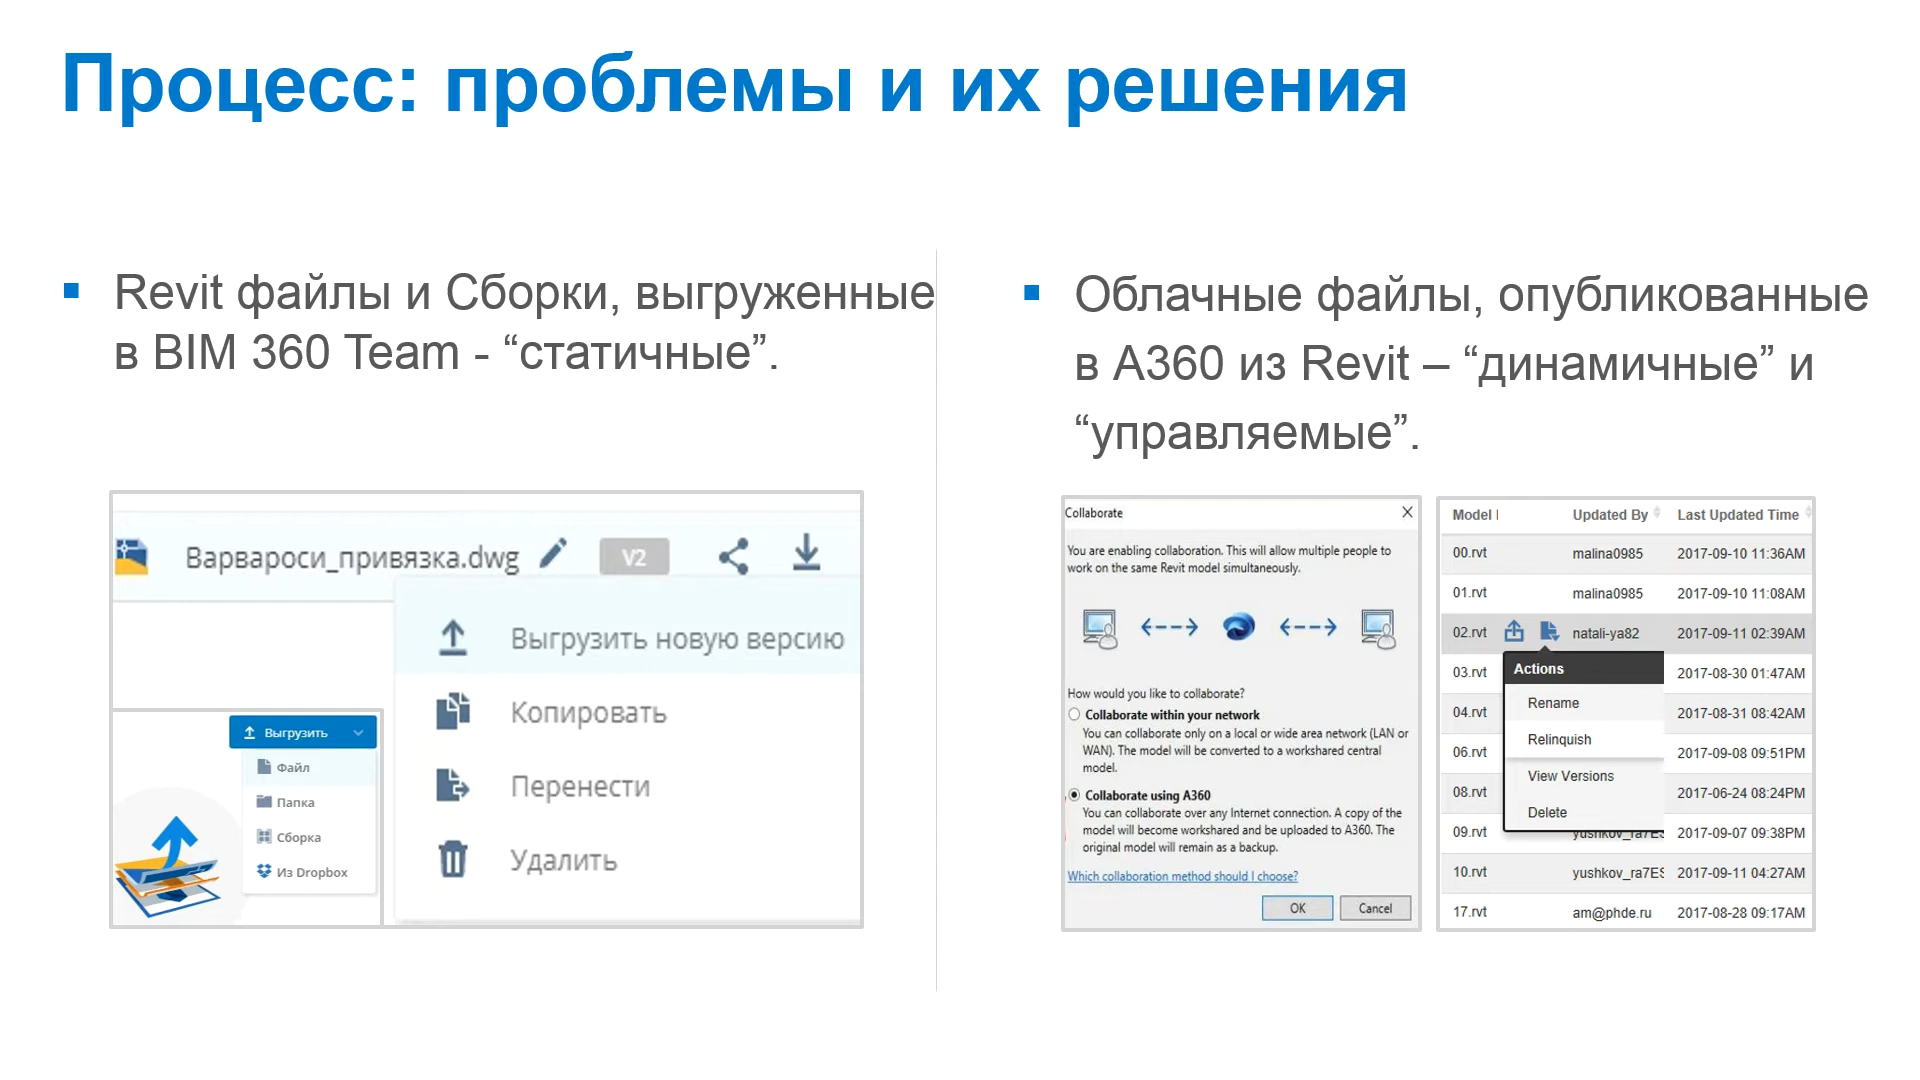 Процесс: проблемы и их решения
Revit файлы и Сборки, выгруженные
в BIM 360 Team - “статичные”.
Варвароси_привязка.dwg V2
Выгрузить новую версию
Копировать
Перенести
Удалить
Выгрузить
Файл
Папка
Сборка
Из Dropbox
Облачные файлы, опубликованные
в A360 из Revit – “динамичные” и
“управляемые”.
Collaborate
You are enabling collaboration. This will allow multiple people to
work on the same Revit model simultaneously.
How would you like to collaborate?
Collaborate within your network
You can collaborate only on a local or wide area network (LAN or
WAN). The model will be converted to a workshared central
model.
Collaborate using A360
You can collaborate over any Internet connection. A copy of the
model will become workshared and be uploaded to A360. The
original model will remain as a backup.
Which collaboration method should I choose?
OK Cancel
Model Updated By Last Updated Time
00.rvt malina0985 2017-09-10 11:36AM
01.rvt malina0985 2017-09-10 11:08AM
02.rvt natali-ya82 2017-09-11 02:39AM
03.rvt 2017-08-30 01:47AM
04.rvt 2017-08-31 08:42AM
06.rvt 2017-09-08 09:51PM
08.rvt 2017-06-24 08:24PM
09.rvt 2017-09-07 09:38PM
10.rvt yushkov_ra7ES 2017-09-11 04:27AM
17.rvt am@phde.ru 2017-08-28 09:17AM
Actions
Rename
Relinquish
View Versions
Delete